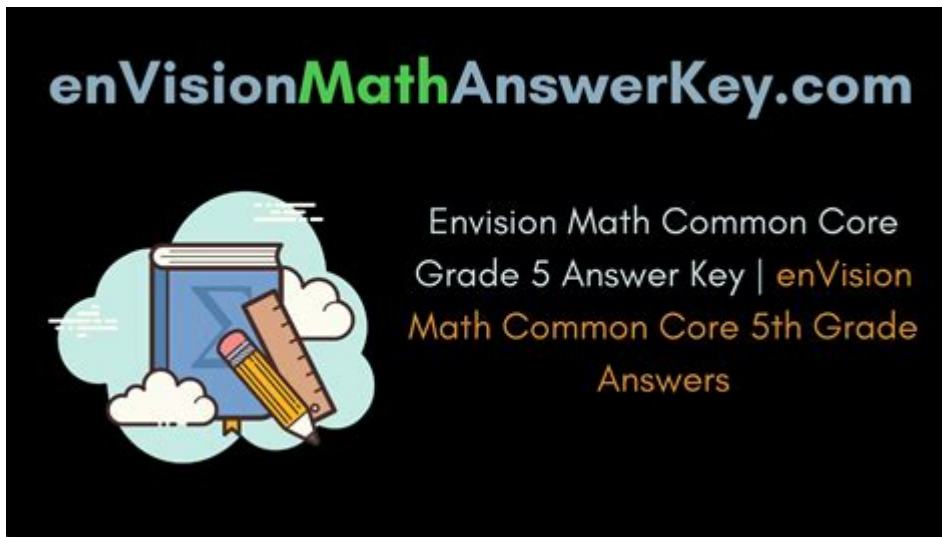 enVisionMathAnswerKey.com
Envision Math Common Core
Grade 5 Answer Key | enVision
Math Common Core 5th Grade
Answers